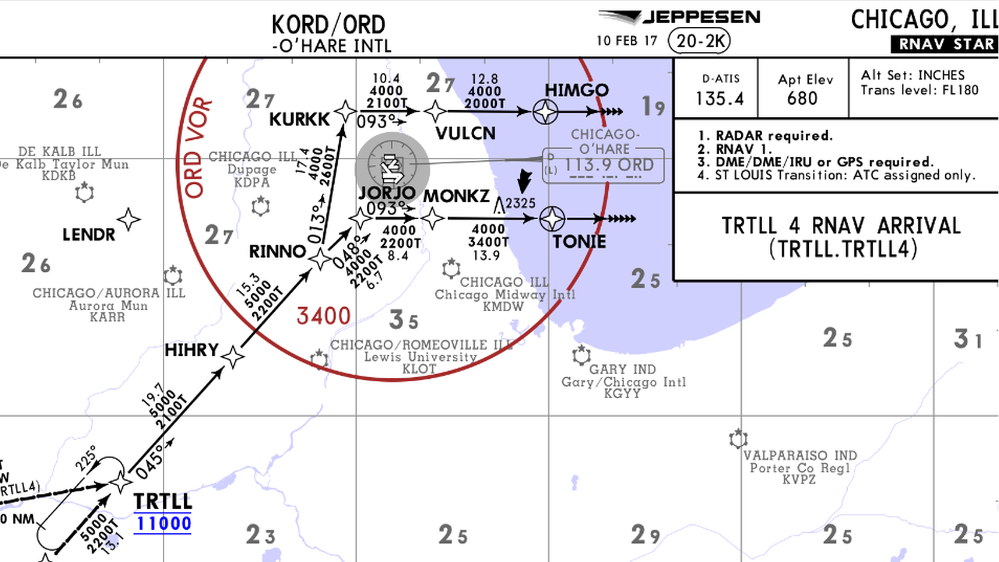 KORD/ORD
-O'HARE INTL
JEPPESEN
10 FEB 17
20-2K
CHICAGO, ILL
RNAV STAR
D-ATIS
135.4
Apt Elev
680
Alt Set: INCHES
Trans level: FL180
1. RADAR required.
2. RNAV 1.
3. DME/DME/IRU or GPS required.
4. ST LOUIS Transition: ATC assigned only.
TRTLL 4 RNAV ARRIVAL
(TRTLL.TRTLL4)
26
27
10.4
4000
2100T
093°
27
12.8
4000
2000T
HIMGO
19
KURKK
VULCN
ORD VOR
DE KALB ILL
De Kalb Taylor Mun
KDKB
CHICAGO ILL
Dupage
KDPA
17.4
4000
2600T
013°
CHICAGO-
O'HARE
D
(L)
113.9 ORD
JORJO
093°
MONKZ
2325
LENDR
27
26
RINNO
4000
2200T
8.4
4000
3400T
13.9
TONIE
048°
4000
2200T
6.7
25
CHICAGO/AURORA ILL
Aurora Mun
KARR
15.3
5000
2200T
CHICAGO ILL
Chicago Midway Intl
KMDW
3400
35
25
31
HIHRY
CHICAGO/ROMEOVILLE ILL
Lewis University
KLOT
GARY IND
Gary/Chicago Intl
KGYY
19.7
5000
2100T
045°
225°
VALPARAISO IND
Porter Co Regl
KVPZ
T
W
RTLL4)
TRTLL
11000
0 NM
5000
2200T
13.1
23
25
29
25
25